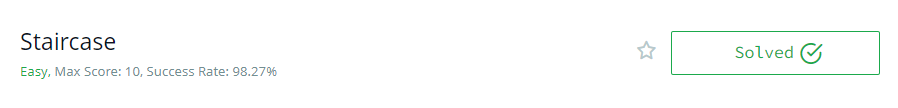 Staircase
Solved
Easy, Max Score: 10, Success Rate: 98.27%